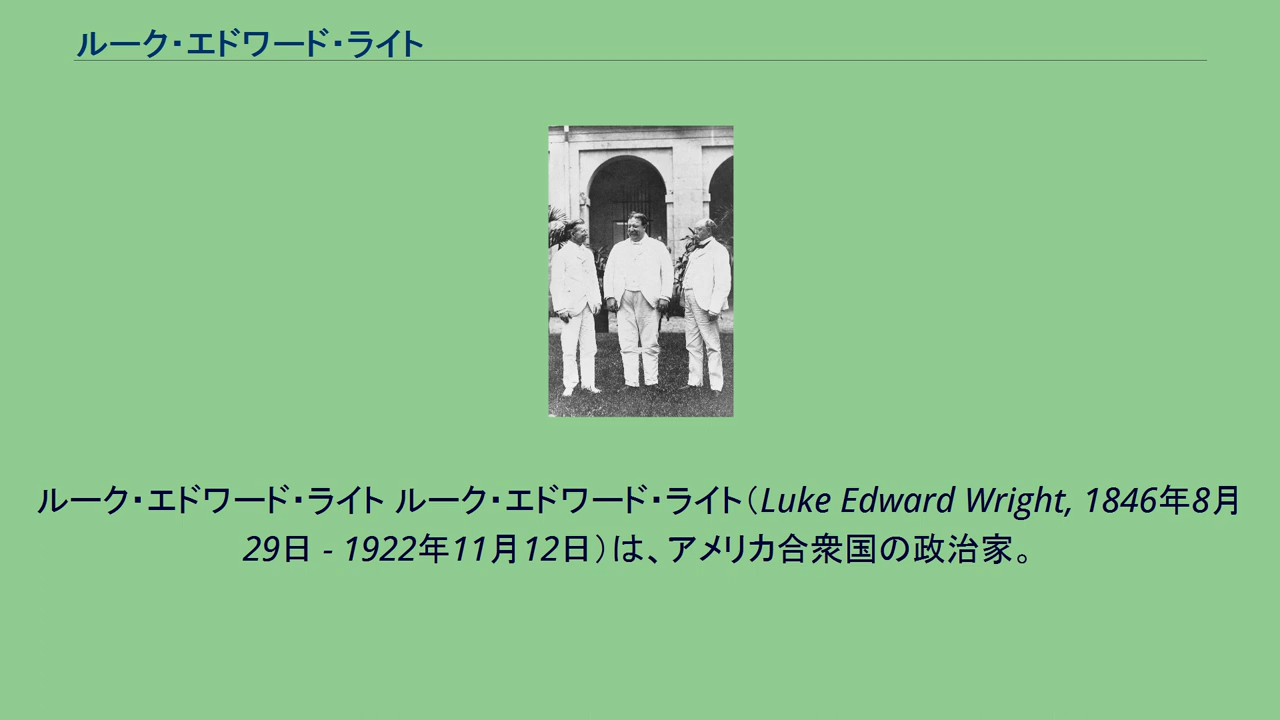 ルーク・エドワード・ライト
ルーク・エドワード・ライト ルーク・エドワード・ライト（Luke Edward Wright, 1846年8月
29日 - 1922年11月12日）は、アメリカ合衆国の政治家。